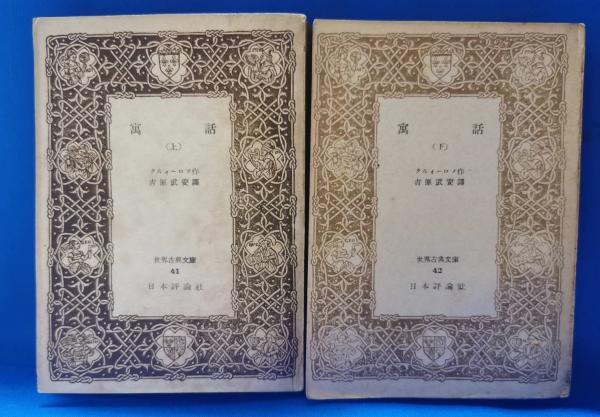 寓話
（上）
クルィーロフ作
吉原武安譯
世界古典文庫
41
日本評論社
寓話
（下）
クルィーロフ作
吉原武安譯
世界古典文庫
42
日本評論社